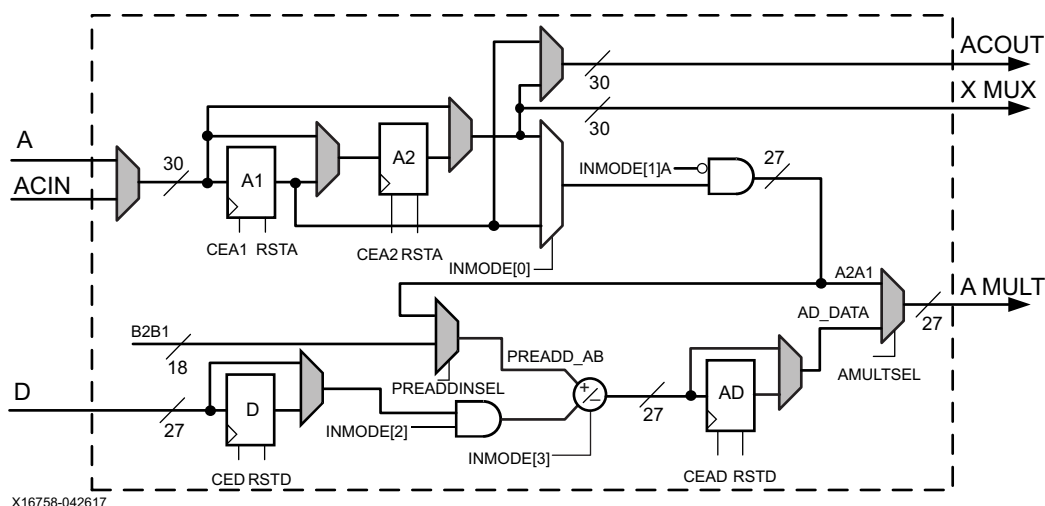 ACOUT
30
X MUX
30
A
30
ACIN
A1
A2
INMODE[1]A
27
CEA1 RSTA
CEA2 RSTA
INMODE[0]
A2A1
A MULT
27
AD_DATA
B2B1
18
PREADD_AB
PREADDINSEL
AMULTSEL
D
27
D
+
–
27
AD
INMODE[2]
INMODE[3]
CED RSTD
CEAD RSTD
X16758-042617